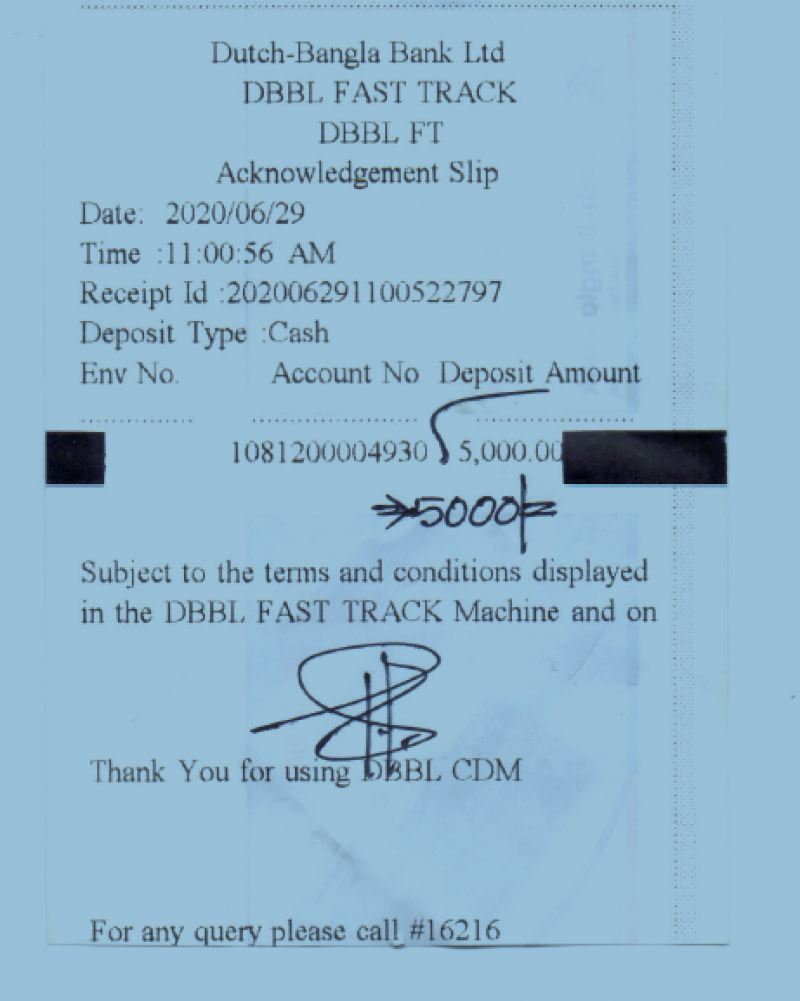 Dutch-Bangla Bank Ltd
DBBL FAST TRACK
DBBL FT
Acknowledgement Slip
Date: 2020/06/29
Time :11:00:56 AM
Receipt Id :202006291100522797
Deposit Type :Cash
Env No. Account No Deposit Amount
1081200004930 5,000.00
5000/=
Subject to the terms and conditions displayed
in the DBBL FAST TRACK Machine and on
Thank You for using DBBL CDM
For any query please call #16216